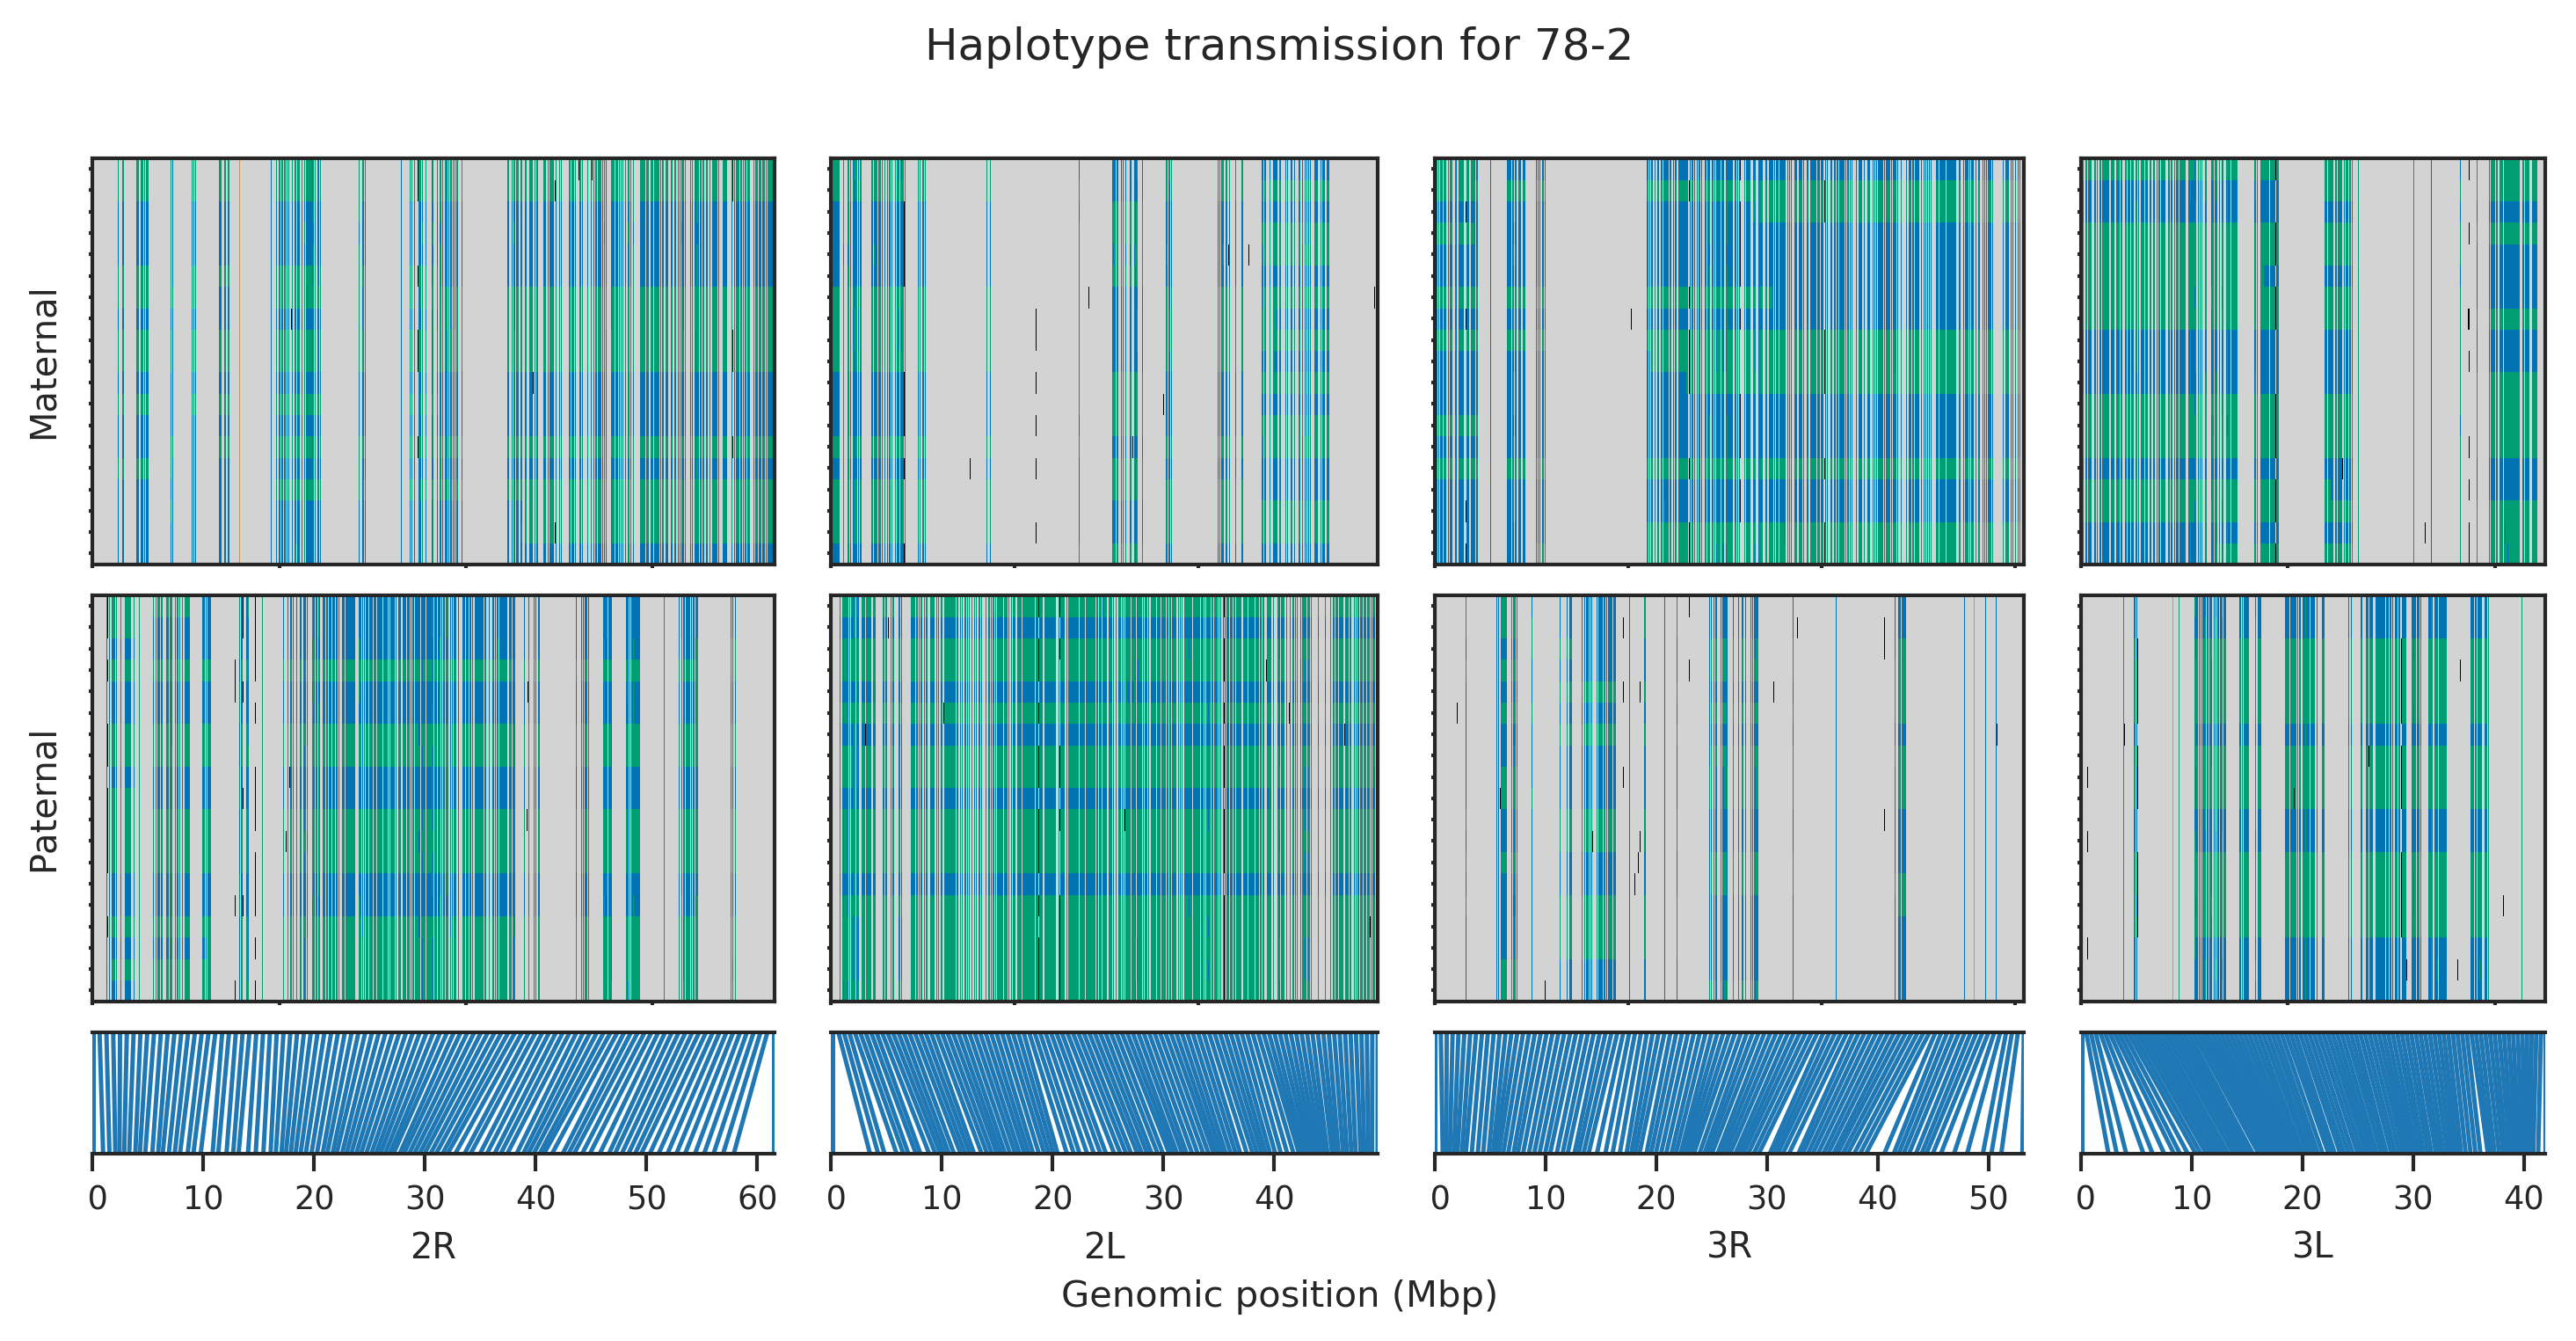 Haplotype transmission for 78-2
Maternal
Paternal
0 10 20 30 40 50 60
0 10 20 30 40
0 10 20 30 40 50
0 10 20 30 40
2R
2L
3R
3L
Genomic position (Mbp)